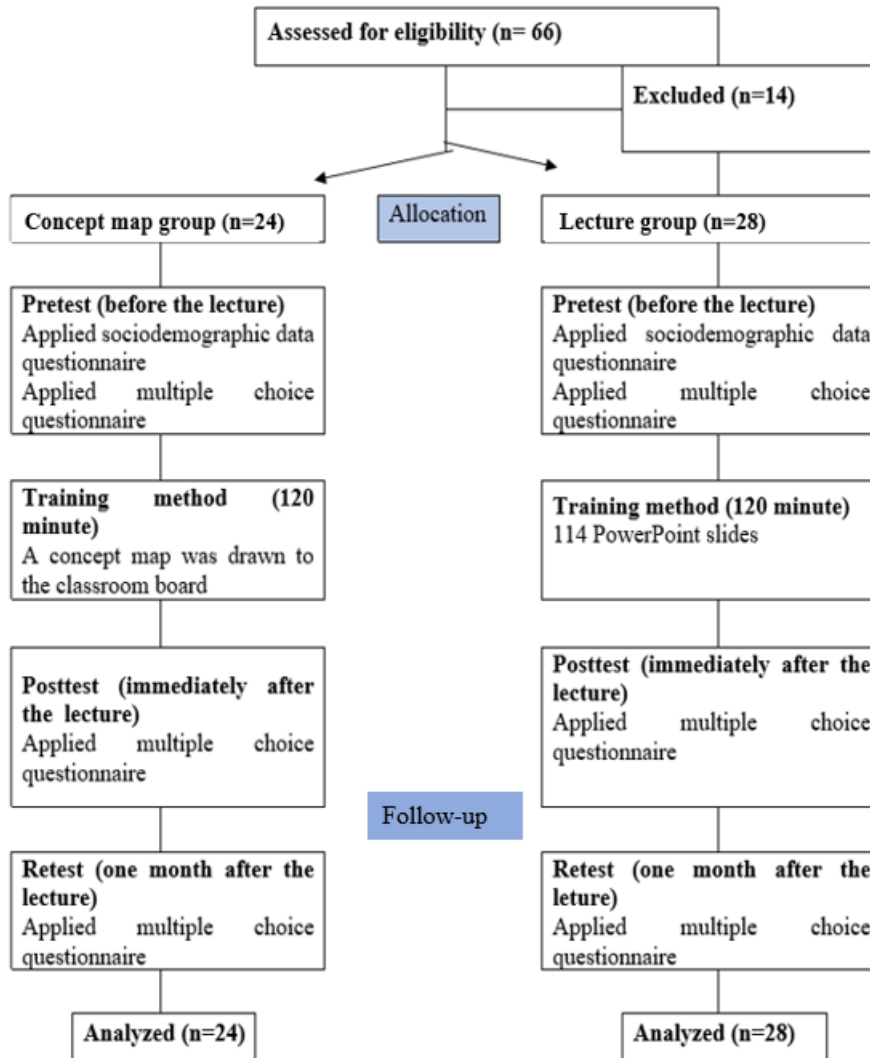 Assessed for eligibility (n= 66)
Excluded (n=14)
Concept map group (n=24)
Allocation
Lecture group (n=28)
Pretest (before the lecture)
Applied sociodemographic data
questionnaire
Applied multiple choice
questionnaire
Pretest (before the lecture)
Applied sociodemographic data
questionnaire
Applied multiple choice
questionnaire
Training method (120
minute)
A concept map was drawn to
the classroom board
Training method (120 minute)
114 PowerPoint slides
Posttest (immediately after
the lecture)
Applied multiple choice
questionnaire
Posttest (immediately after the
lecture)
Applied multiple choice
questionnaire
Follow-up
Retest (one month after the
lecture)
Applied multiple choice
questionnaire
Retest (one month after the
leture)
Applied multiple choice
questionnaire
Analyzed (n=24)
Analyzed (n=28)